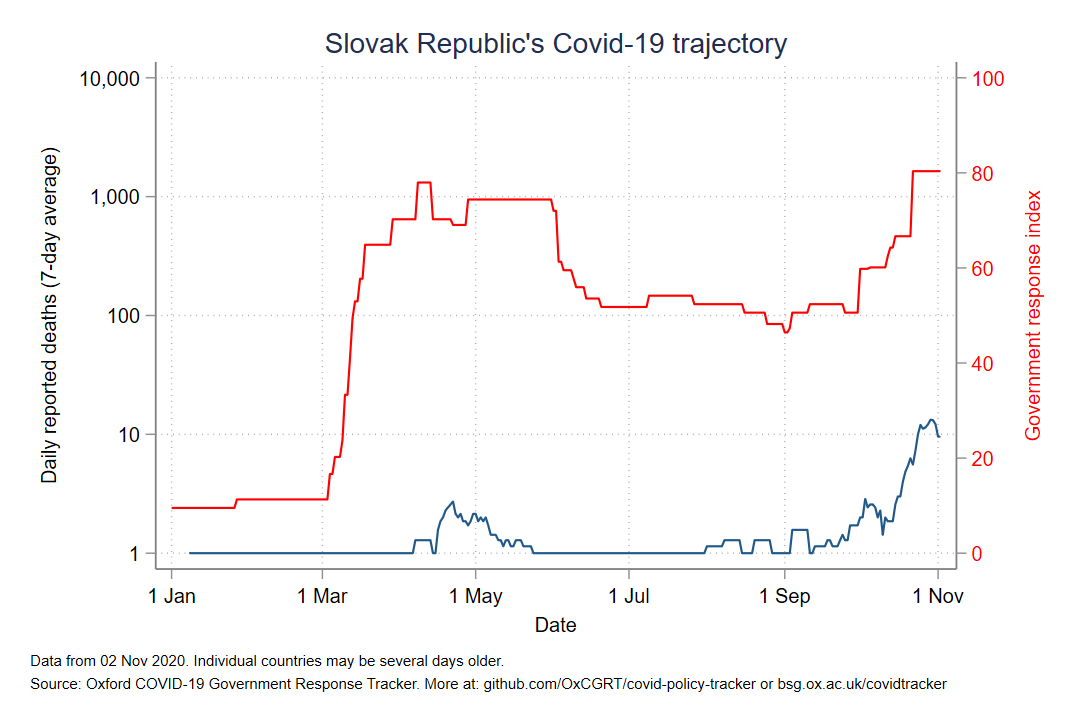 Slovak Republic's Covid-19 trajectory
10,000
1,000
100
10
1
Daily reported deaths (7-day average)
100
80
60
40
20
0
Government response index
1 Jan
1 Mar
1 May
1 Jul
1 Sep
1 Nov
Date
Data from 02 Nov 2020. Individual countries may be several days older.
Source: Oxford COVID-19 Government Response Tracker. More at: github.com/OxCGRT/covid-policy-tracker or bsg.ox.ac.uk/covidtracker